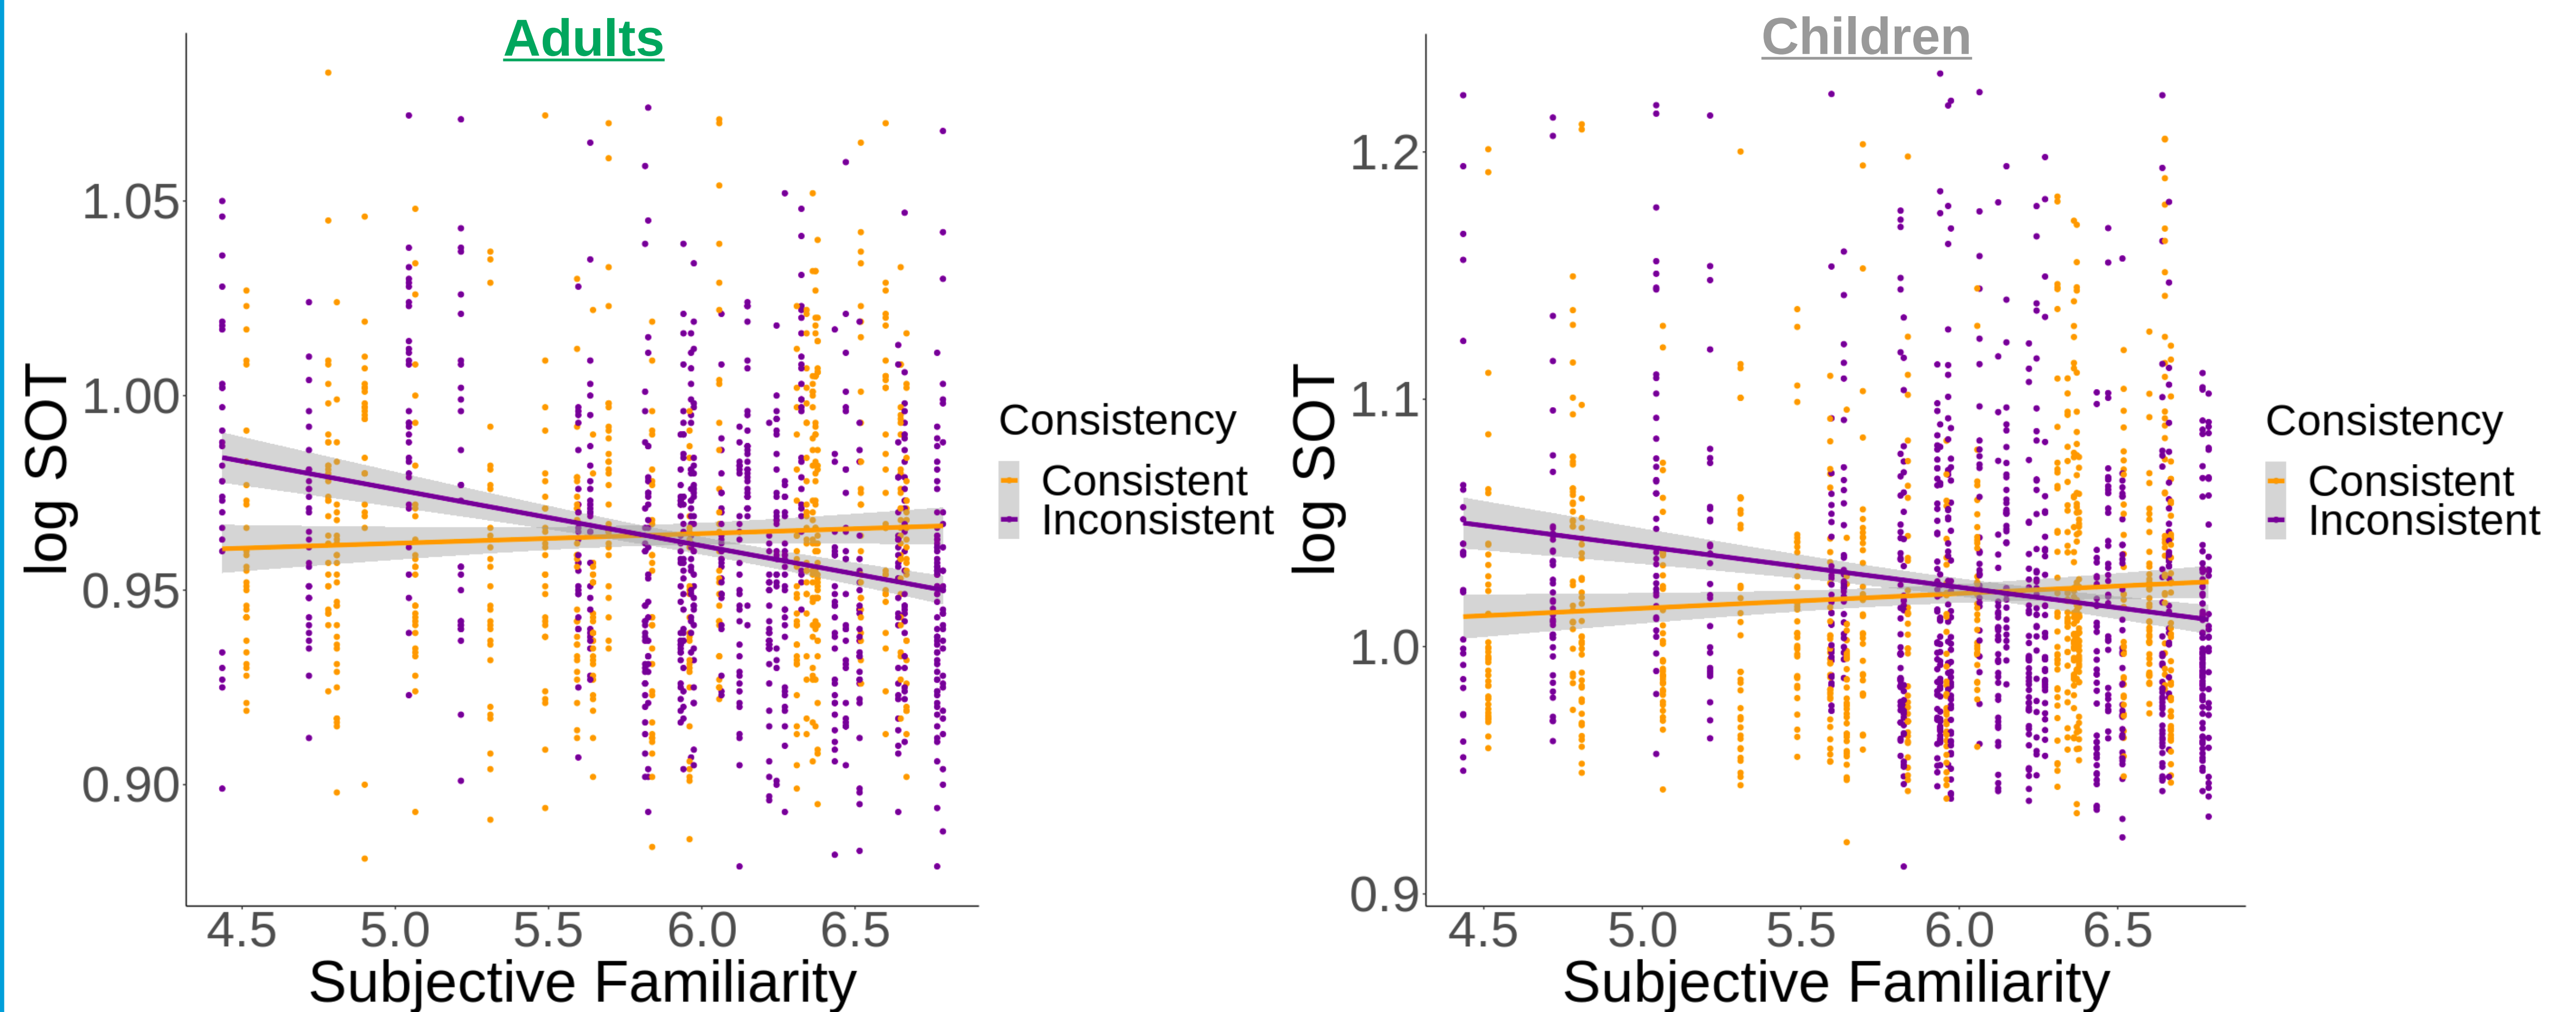 Adults
1.05
1.00
0.95
0.90
log SOT
4.5 5.0 5.5 6.0 6.5
Subjective Familiarity
Consistency
Consistent
Inconsistent
Children
1.2
1.1
1.0
0.9
log SOT
4.5 5.0 5.5 6.0 6.5
Subjective Familiarity
Consistency
Consistent
Inconsistent